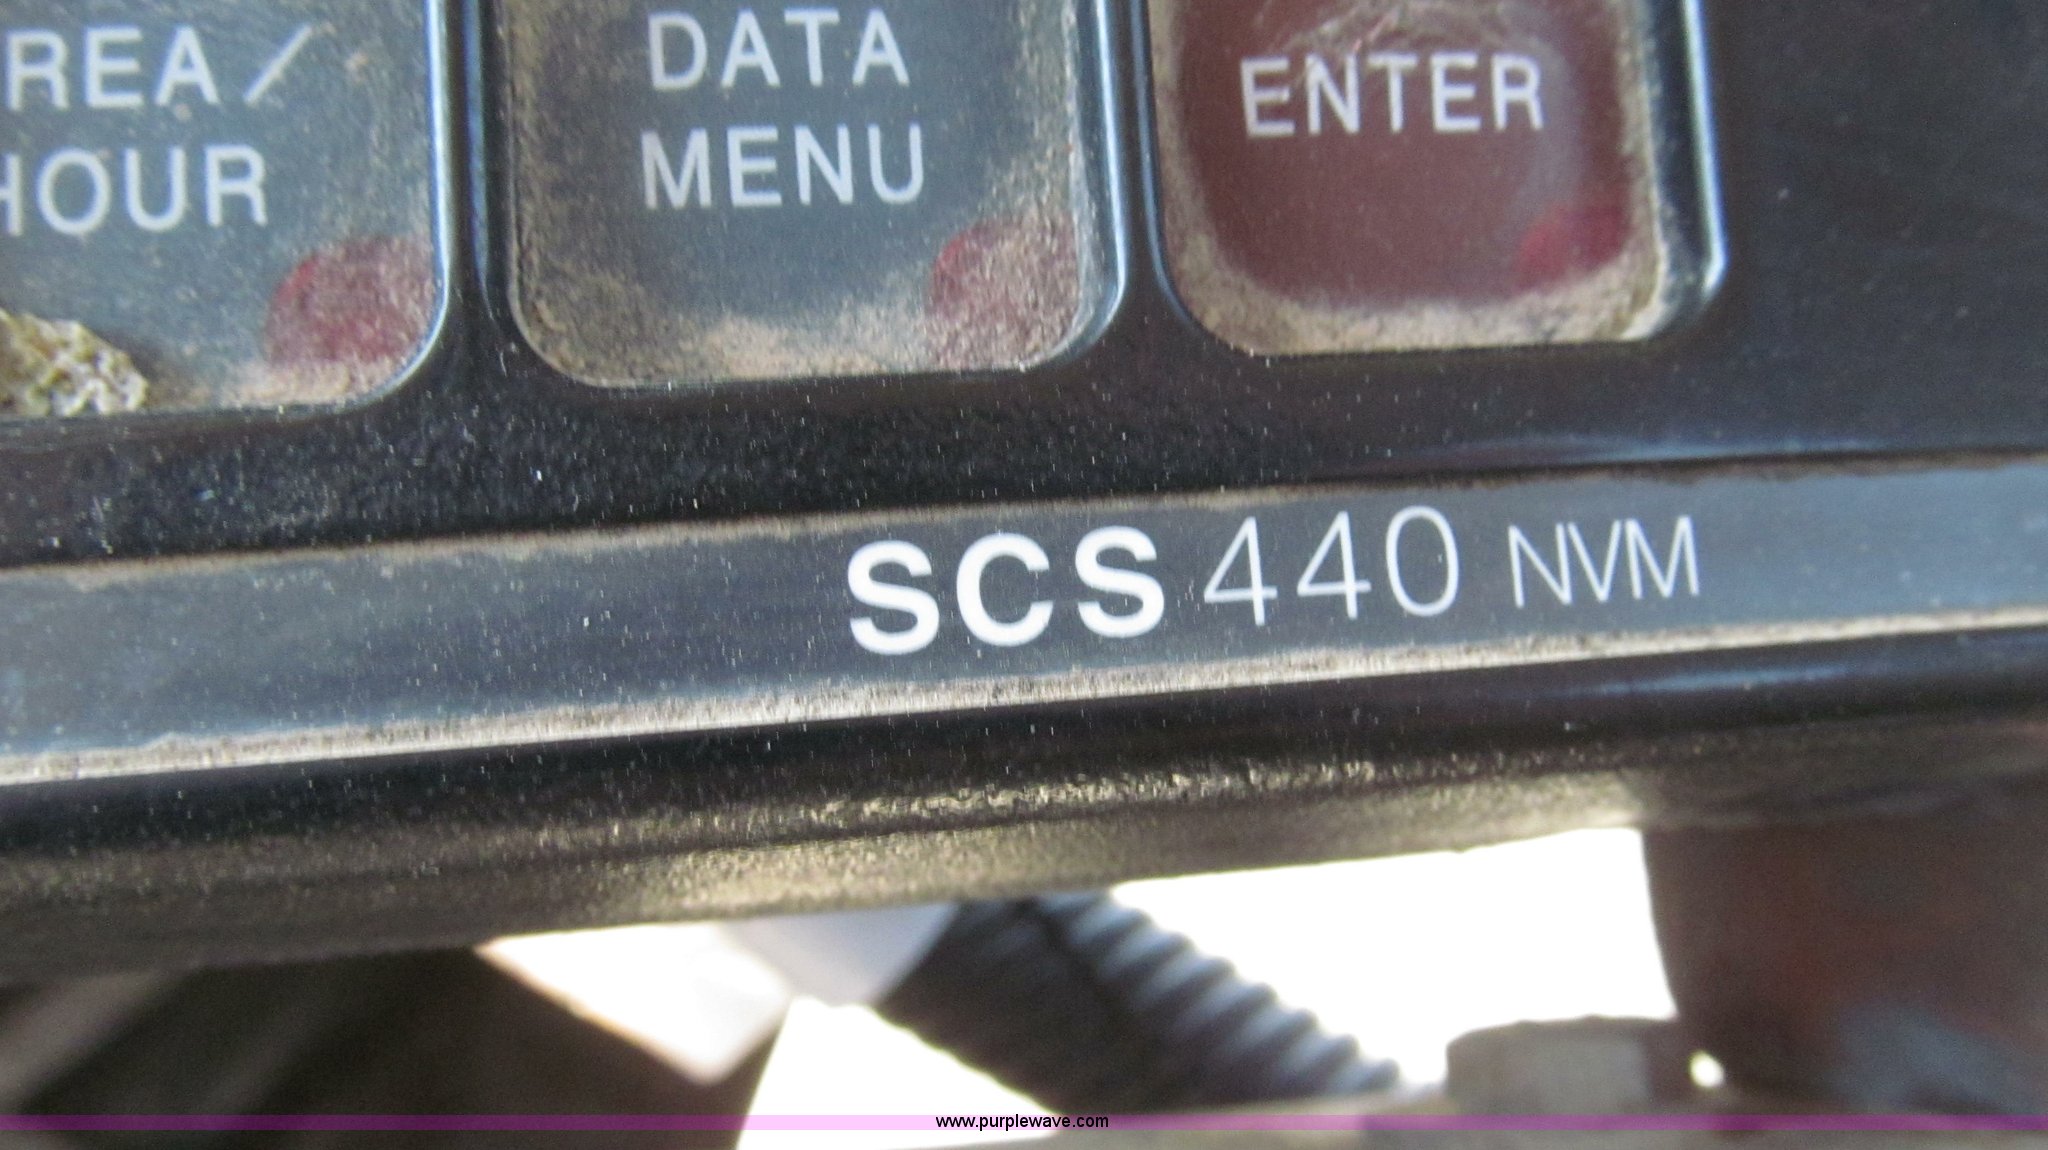 REA/
HOUR
DATA
MENU
ENTER
SCS 440 NVM
www.purplewave.com